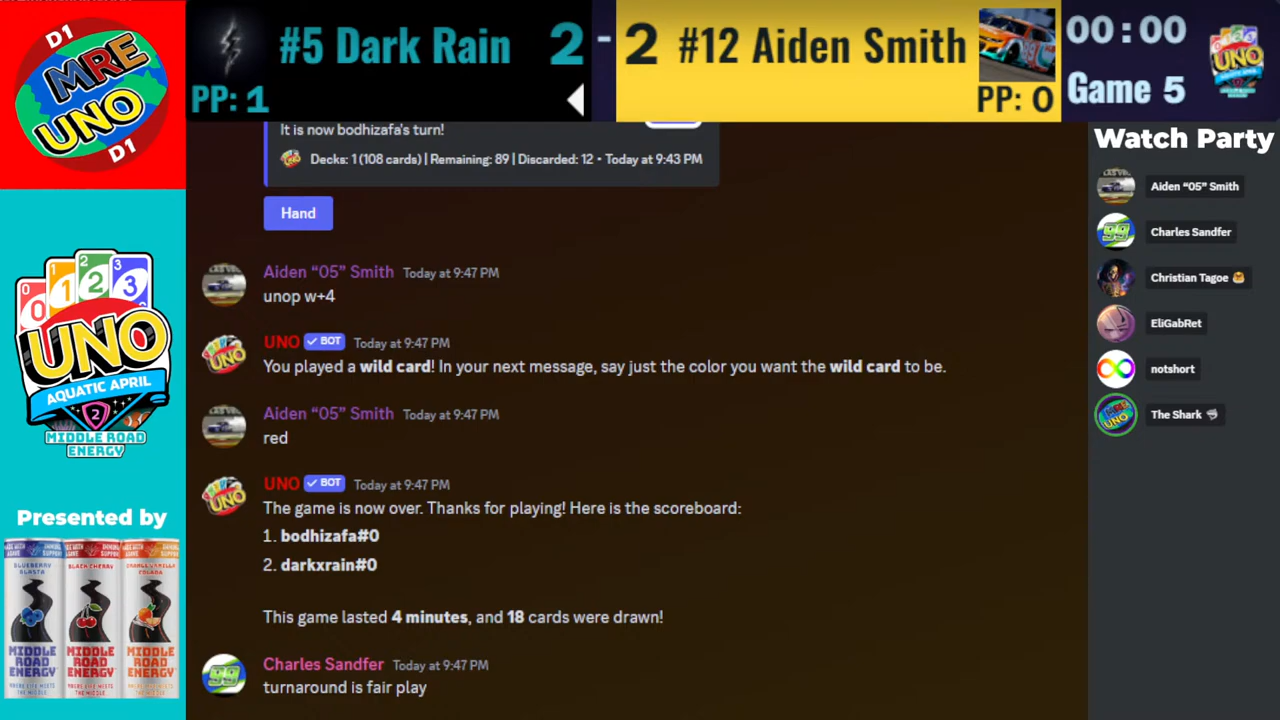 D1
MRE
UNO
D1
#5 Dark Rain 2 - 2 #12 Aiden Smith
PP: 1
PP: 0
00 : 00
Game 5
Watch Party
Aiden “05” Smith
Charles Sandfer
Christian Tagoe
EliGabRet
notshort
The Shark
It is now bodhizafa's turn!
Decks: 1 (108 cards) | Remaining: 89 | Discarded: 12 • Today at 9:43 PM
Hand
Aiden “05” Smith Today at 9:47 PM
unop w+4
UNO ✓ BOT Today at 9:47 PM
You played a wild card! In your next message, say just the color you want the wild card to be.
Aiden “05” Smith Today at 9:47 PM
red
UNO ✓ BOT Today at 9:47 PM
The game is now over. Thanks for playing! Here is the scoreboard:
1. bodhizafa#0
2. darkxrain#0
This game lasted 4 minutes, and 18 cards were drawn!
Charles Sandfer Today at 9:47 PM
turnaround is fair play
0 1 2 3
UNO
AQUATIC APRIL
2
MIDDLE ROAD
ENERGY
Presented by
BLUEBERRY
BLACK CHERRY
MIDDLE
ROAD
ENERGY
MIDDLE
ROAD
ENERGY
MIDDLE
ROAD
ENERGY